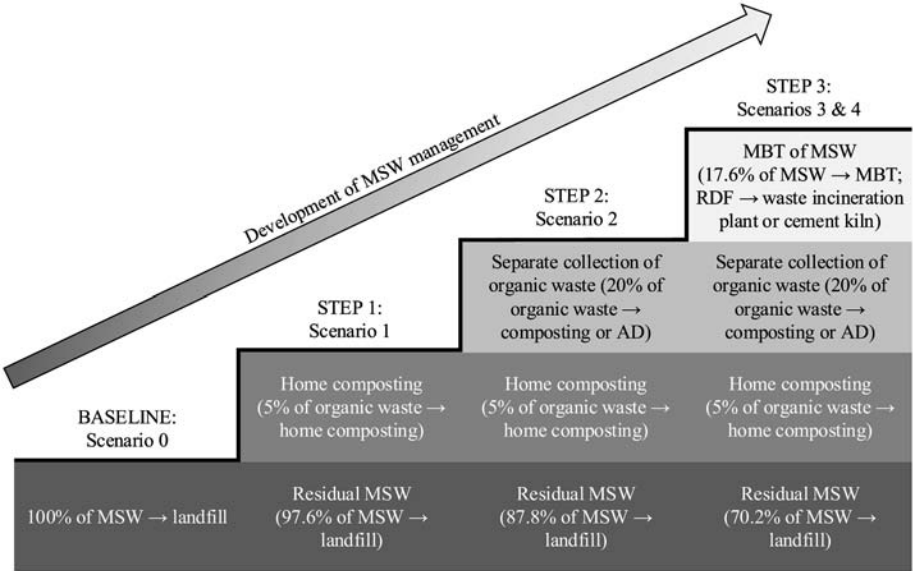 Development of MSW management
BASELINE:
Scenario 0
100% of MSW → landfill
STEP 1:
Scenario 1
Home composting
(5% of organic waste →
home composting)
Residual MSW
(97.6% of MSW →
landfill)
STEP 2:
Scenario 2
Separate collection of
organic waste (20% of
organic waste →
composting or AD)
Home composting
(5% of organic waste →
home composting)
Residual MSW
(87.8% of MSW →
landfill)
STEP 3:
Scenarios 3 & 4
MBT of MSW
(17.6% of MSW → MBT;
RDF → waste incineration
plant or cement kiln)
Separate collection of
organic waste (20% of
organic waste →
composting or AD)
Home composting
(5% of organic waste →
home composting)
Residual MSW
(70.2% of MSW →
landfill)